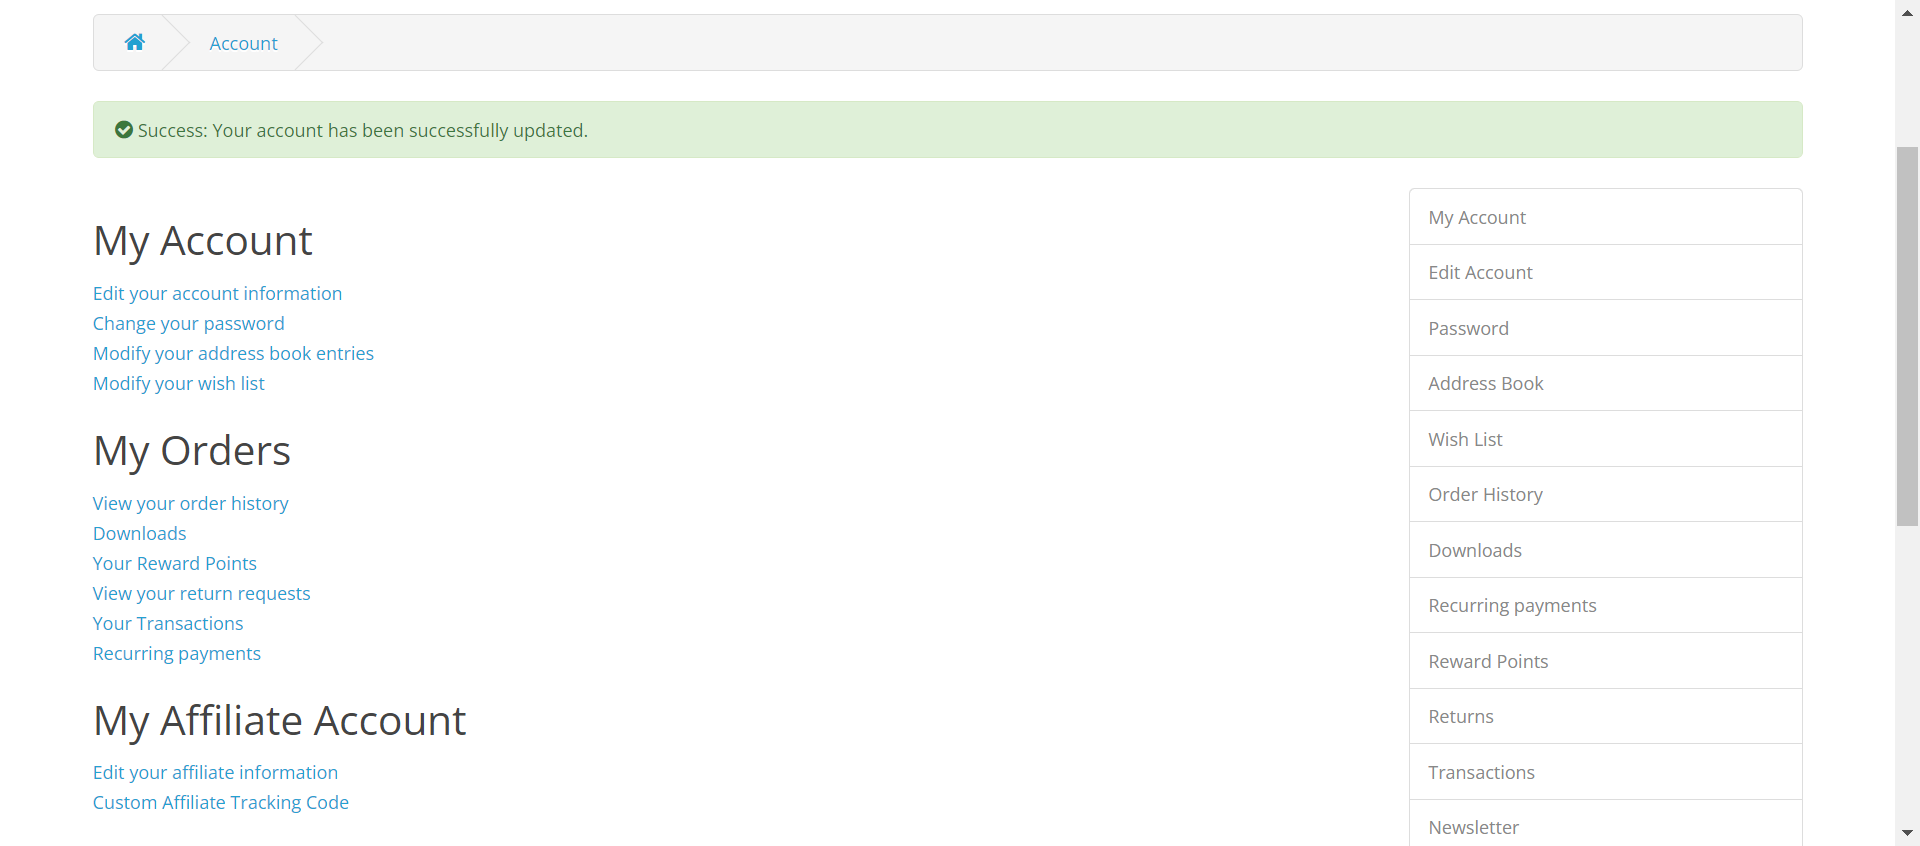 Account
Success: Your account has been successfully updated.
My Account
Edit your account information
Change your password
Modify your address book entries
Modify your wish list
My Orders
View your order history
Downloads
Your Reward Points
View your return requests
Your Transactions
Recurring payments
My Affiliate Account
Edit your affiliate information
Custom Affiliate Tracking Code
My Account
Edit Account
Password
Address Book
Wish List
Order History
Downloads
Recurring payments
Reward Points
Returns
Transactions
Newsletter